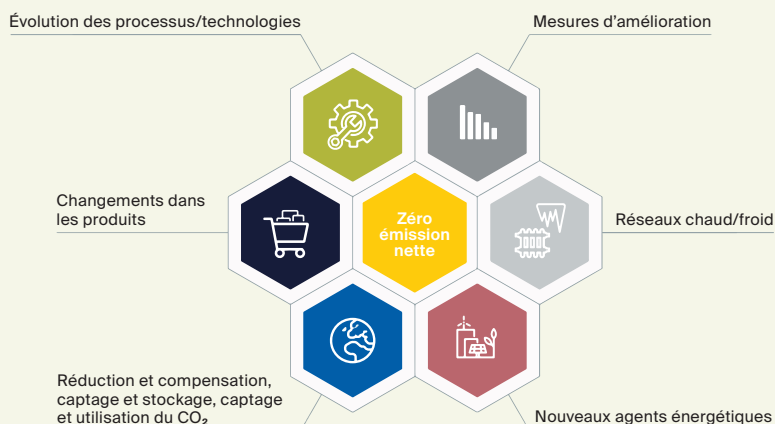 Évolution des processus/technologies
Mesures d'amélioration
Changements dans
les produits
Zéro
émission
nette
Réseaux chaud/froid
Réduction et compensation,
captage et stockage, captage
et utilisation du CO₂
Nouveaux agents énergétiques